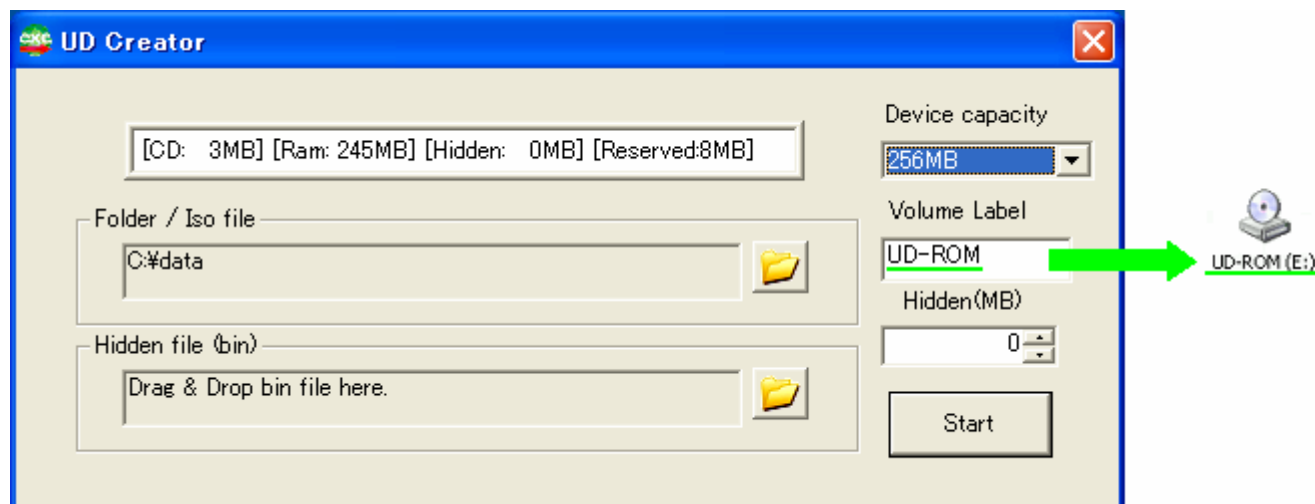 exc UD Creator
Device capacity
[CD: 3MB] [Ram: 245MB] [Hidden: 0MB] [Reserved:8MB]
256MB
Folder / Iso file
Volume Label
C:¥data
UD-ROM
UD-ROM (E:)
Hidden(MB)
0
Hidden file (bin)
Drag & Drop bin file here.
Start